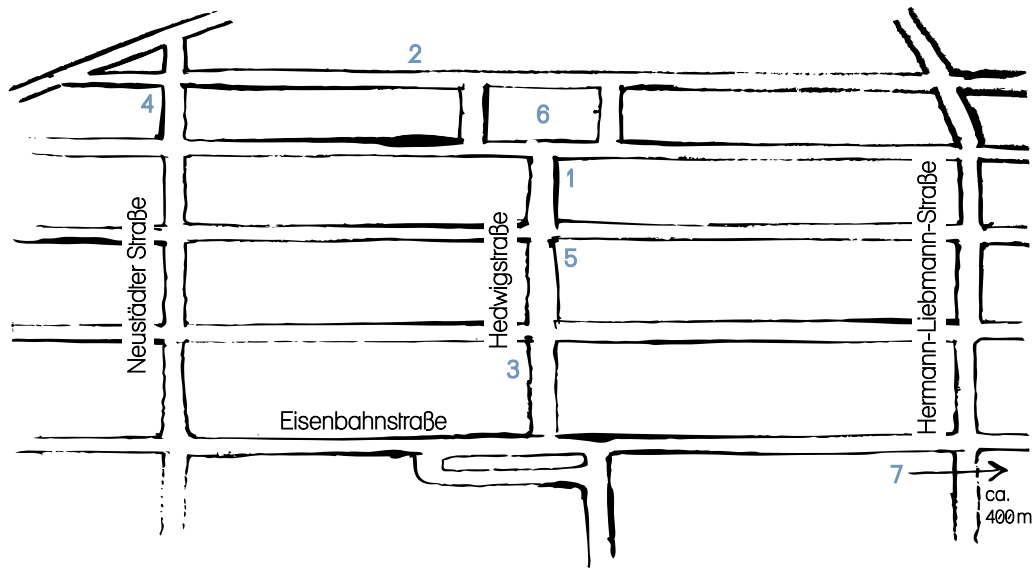 2
4
6
1
Neustädter Straße
Hedwigstraße
Hermann-Liebmann-Straße
5
3
Eisenbahnstraße
7
ca.
400 m